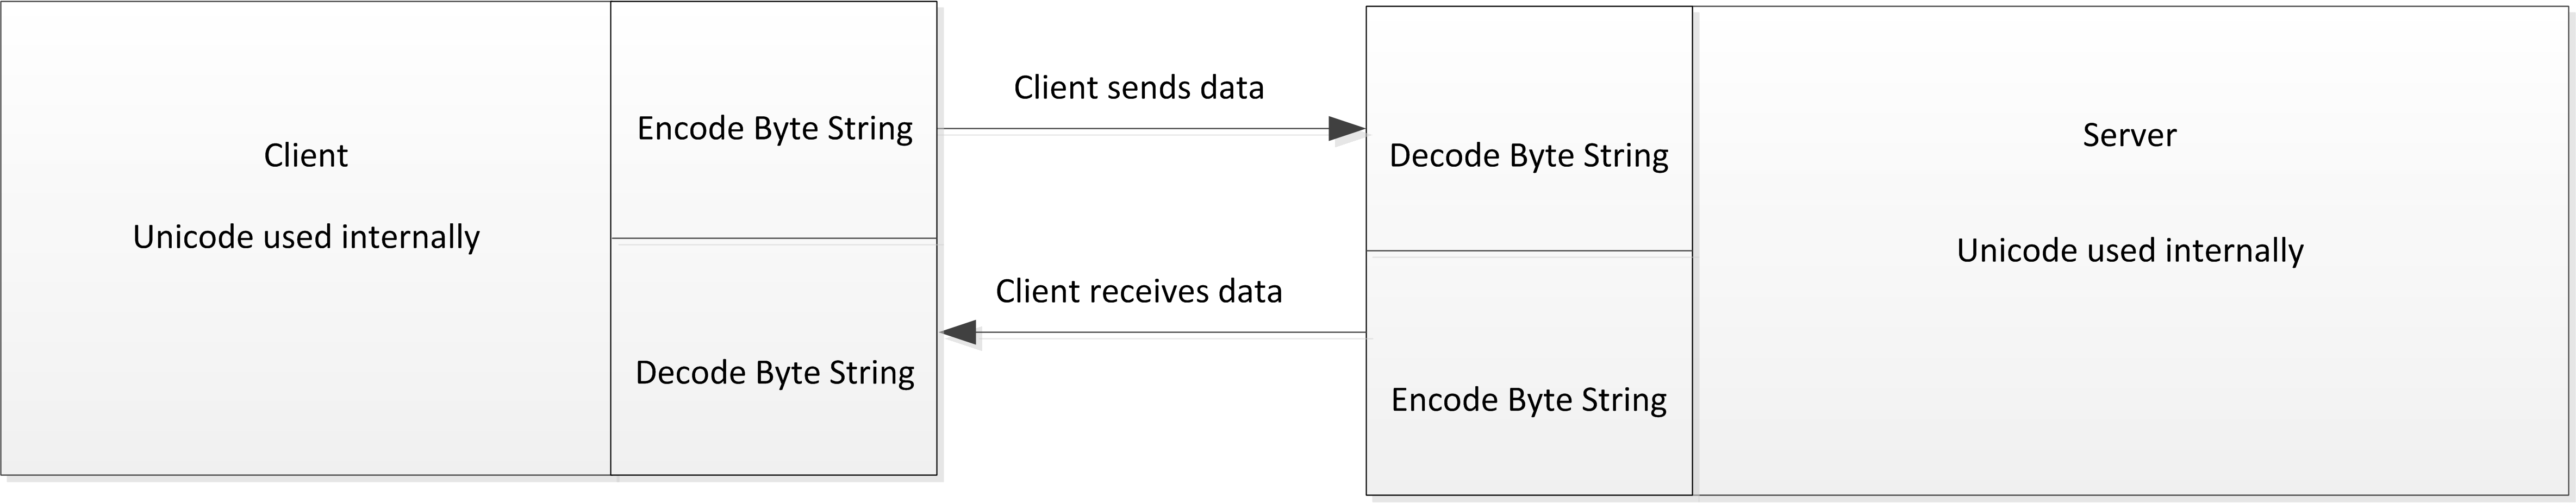 Client
Unicode used internally
Encode Byte String
Decode Byte String
Client sends data
Client receives data
Decode Byte String
Encode Byte String
Server
Unicode used internally